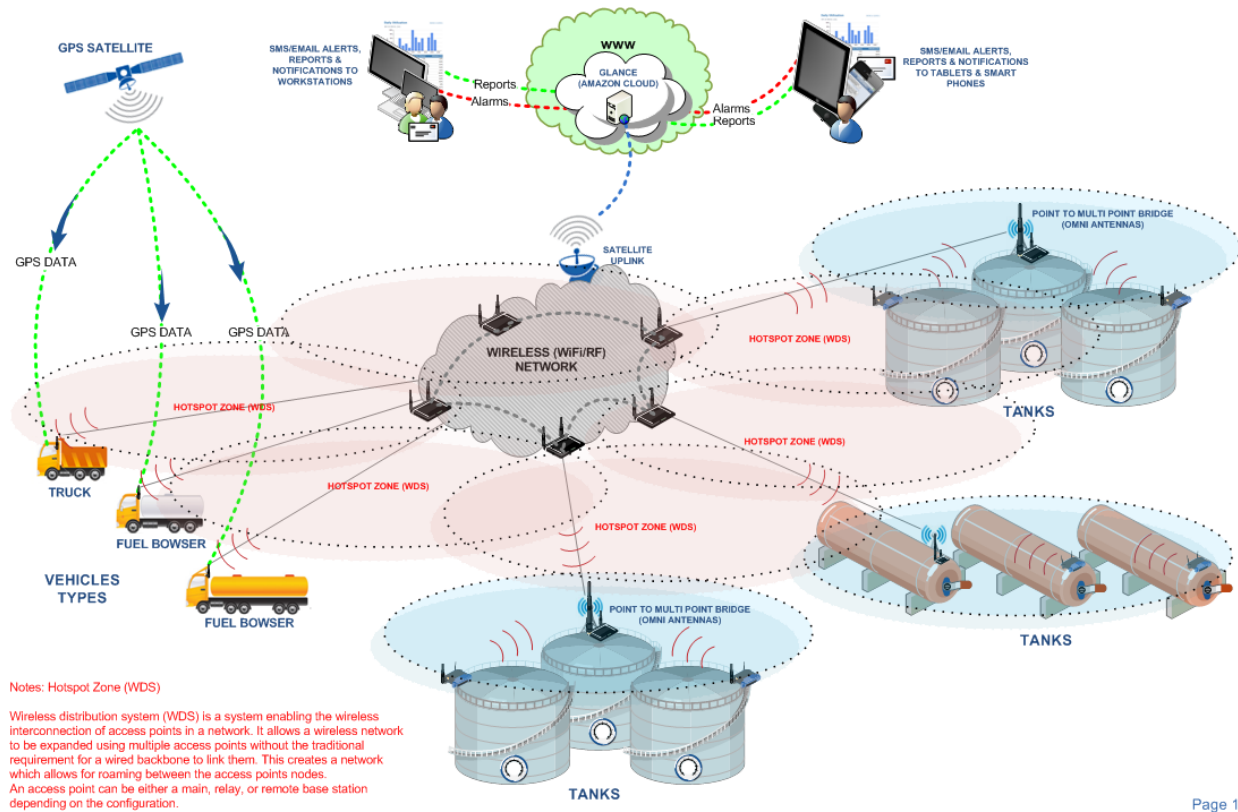 GPS SATELLITE
SMS/EMAIL ALERTS,
REPORTS &
NOTIFICATIONS TO
WORKSTATIONS
Reports
Alarms
WWW
GLANCE
(AMAZON CLOUD)
Alarms
Reports
SMS/EMAIL ALERTS,
REPORTS & NOTIFICATIONS
TO TABLETS & SMART
PHONES
POINT TO MULTI POINT BRIDGE
(OMNI ANTENNAS)
SATELLITE
UPLINK
GPS DATA
GPS DATA
GPS DATA
WIRELESS (WiFi/RF)
NETWORK
HOTSPOT ZONE (WDS)
TANKS
HOTSPOT ZONE (WDS)
HOTSPOT ZONE (WDS)
HOTSPOT ZONE (WDS)
HOTSPOT ZONE (WDS)
TRUCK
FUEL BOWSER
VEHICLES
TYPES
FUEL BOWSER
POINT TO MULTI POINT BRIDGE
(OMNI ANTENNAS)
TANKS
Notes: Hotspot Zone (WDS)
Wireless distribution system (WDS) is a system enabling the wireless
interconnection of access points in a network. It allows a wireless network
to be expanded using multiple access points without the traditional
requirement for a wired backbone to link them. This creates a network
which allows for roaming between the access points nodes.
An access point can be either a main, relay, or remote base station
depending on the configuration.
TANKS
Page 1